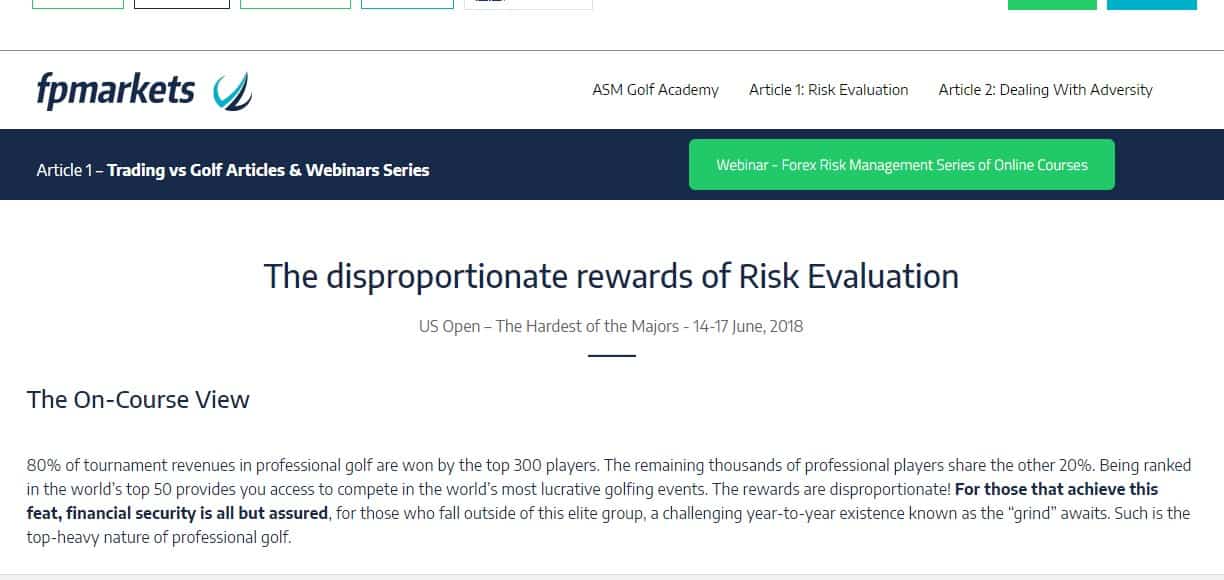 fpmarkets
ASM Golf Academy
Article 1: Risk Evaluation
Article 2: Dealing With Adversity
Article 1 – Trading vs Golf Articles & Webinars Series
Webinar - Forex Risk Management Series of Online Courses
The disproportionate rewards of Risk Evaluation
US Open – The Hardest of the Majors - 14-17 June, 2018
The On-Course View
80% of tournament revenues in professional golf are won by the top 300 players. The remaining thousands of professional players share the other 20%. Being ranked
in the world’s top 50 provides you access to compete in the world’s most lucrative golfing events. The rewards are disproportionate! For those that achieve this
feat, financial security is all but assured, for those who fall outside of this elite group, a challenging year-to-year existence known as the “grind” awaits. Such is the
top-heavy nature of professional golf.